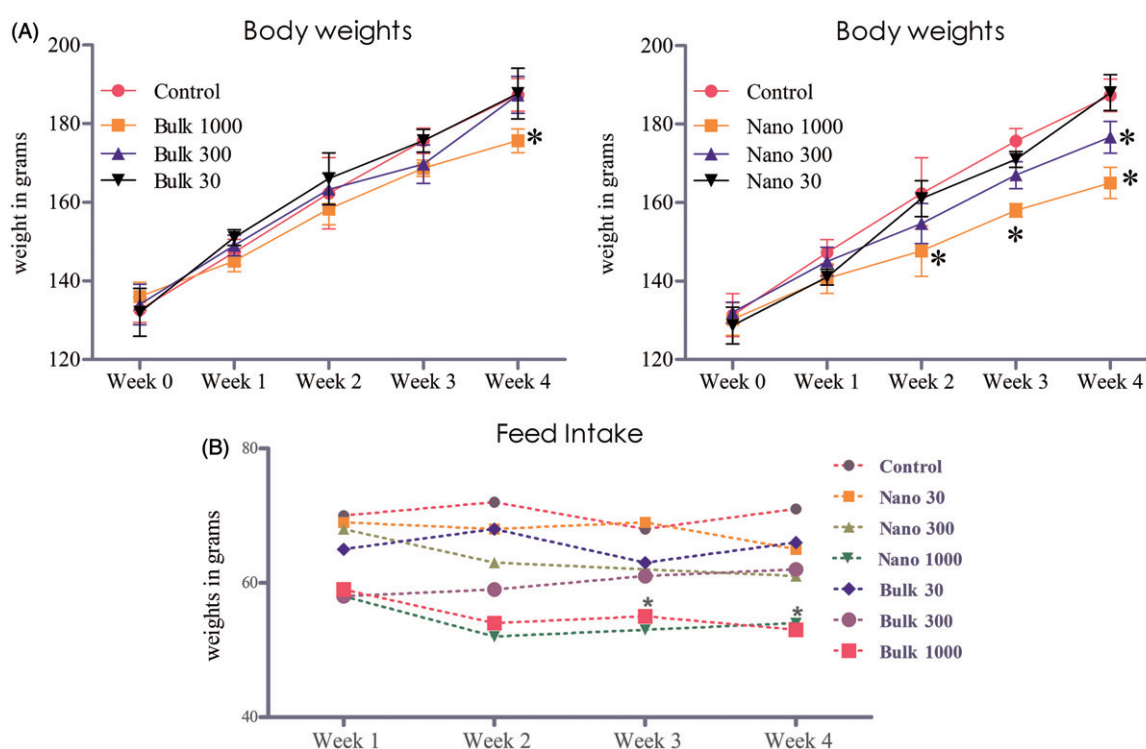 (A)
Body weights
200
180
160
140
120
weight in grams
Control
Bulk 1000
Bulk 300
Bulk 30
*
Week 0 Week 1 Week 2 Week 3 Week 4
Body weights
200
180
160
140
120
weight in grams
Control
Nano 1000
Nano 300
Nano 30
*
*
*
*
Week 0 Week 1 Week 2 Week 3 Week 4
(B)
Feed Intake
80
60
40
weights in grams
*
*
Control
Nano 30
Nano 300
Nano 1000
Bulk 30
Bulk 300
Bulk 1000
Week 1 Week 2 Week 3 Week 4